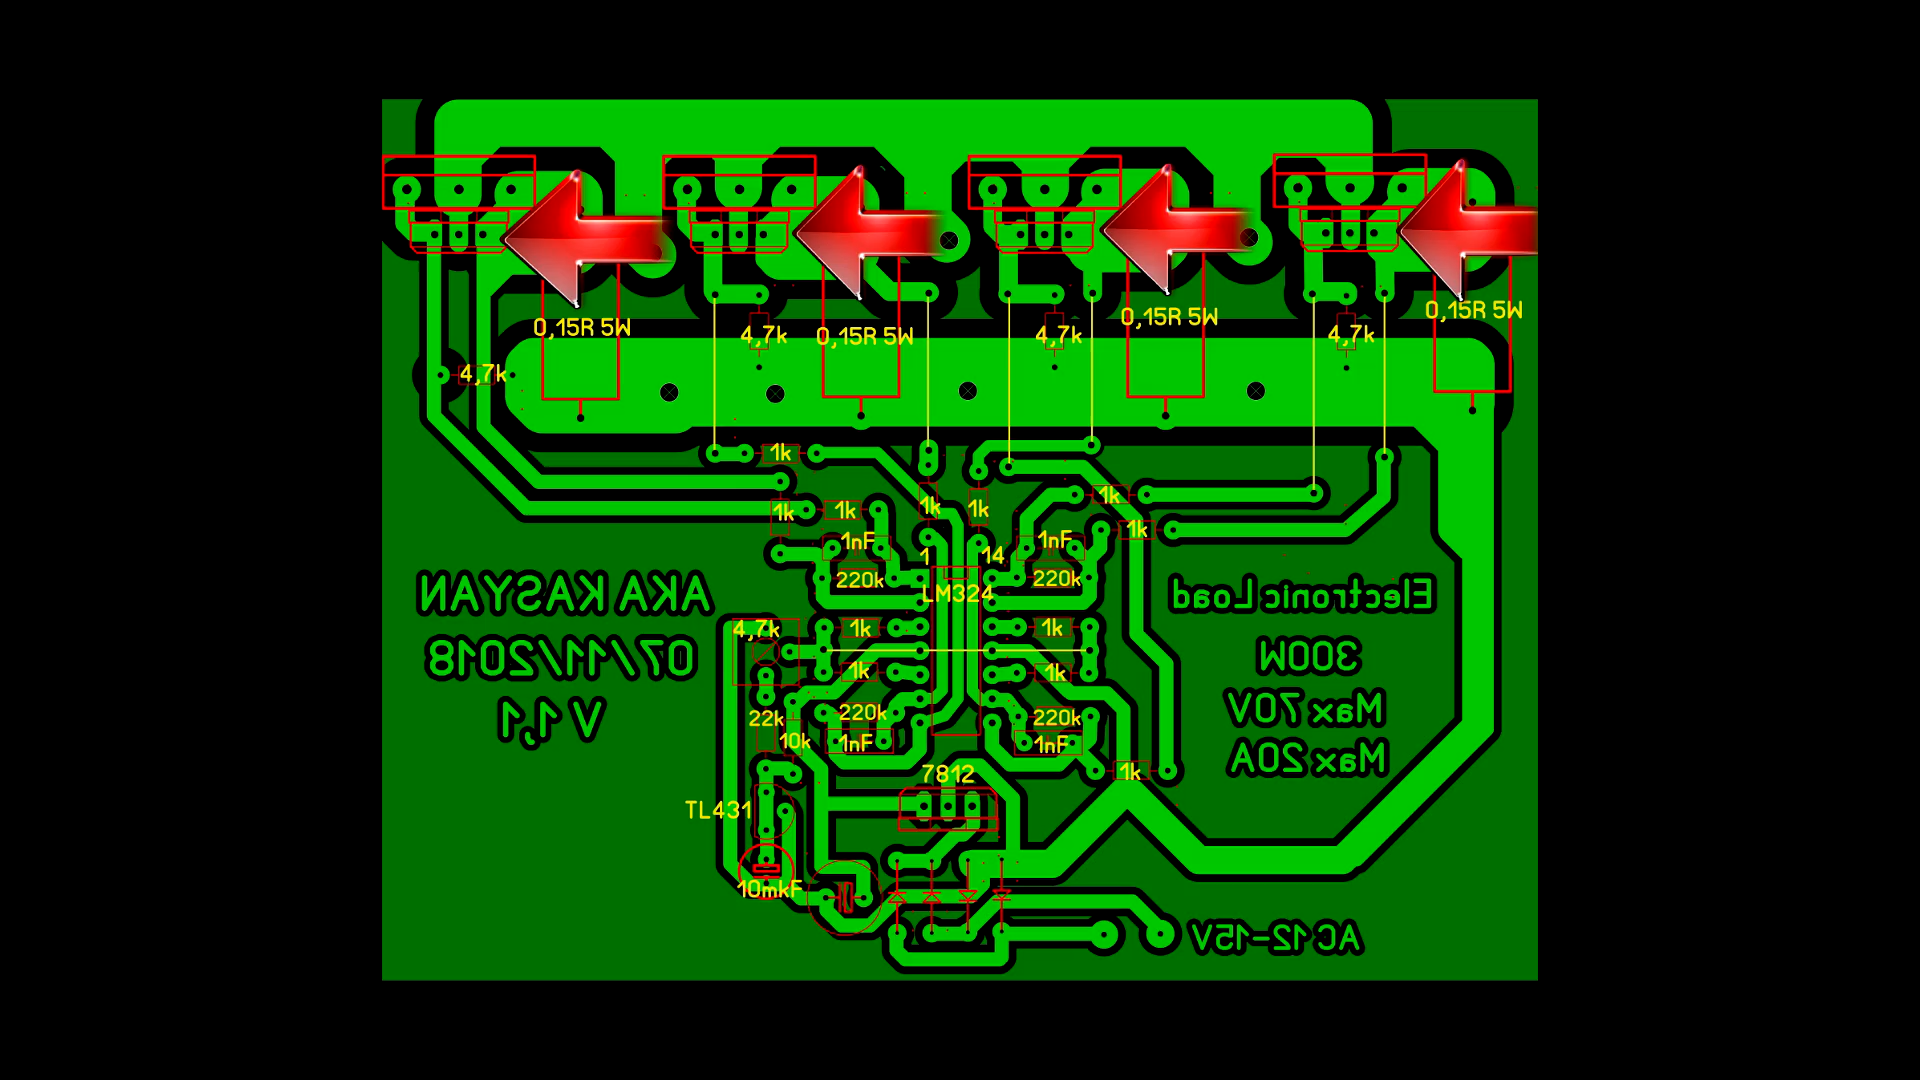 0,15R 5W
0,15R 5W
0,15R 5W
0,15R 5W
4,7k
4,7k
4,7k
4,7k
1k
1k
1k
1k
1k
1k
1k
1nF
1nF
1
14
220k
220k
LM324
AKA KASYAN
07/11/2018
V 1,1
Electronic Load
300W
Max 70V
Max 20A
4,7k
1k
1k
1k
1k
22k
220k
220k
10k
1nF
1nF
7812
1k
TL431
10mkF
AC 12-15V